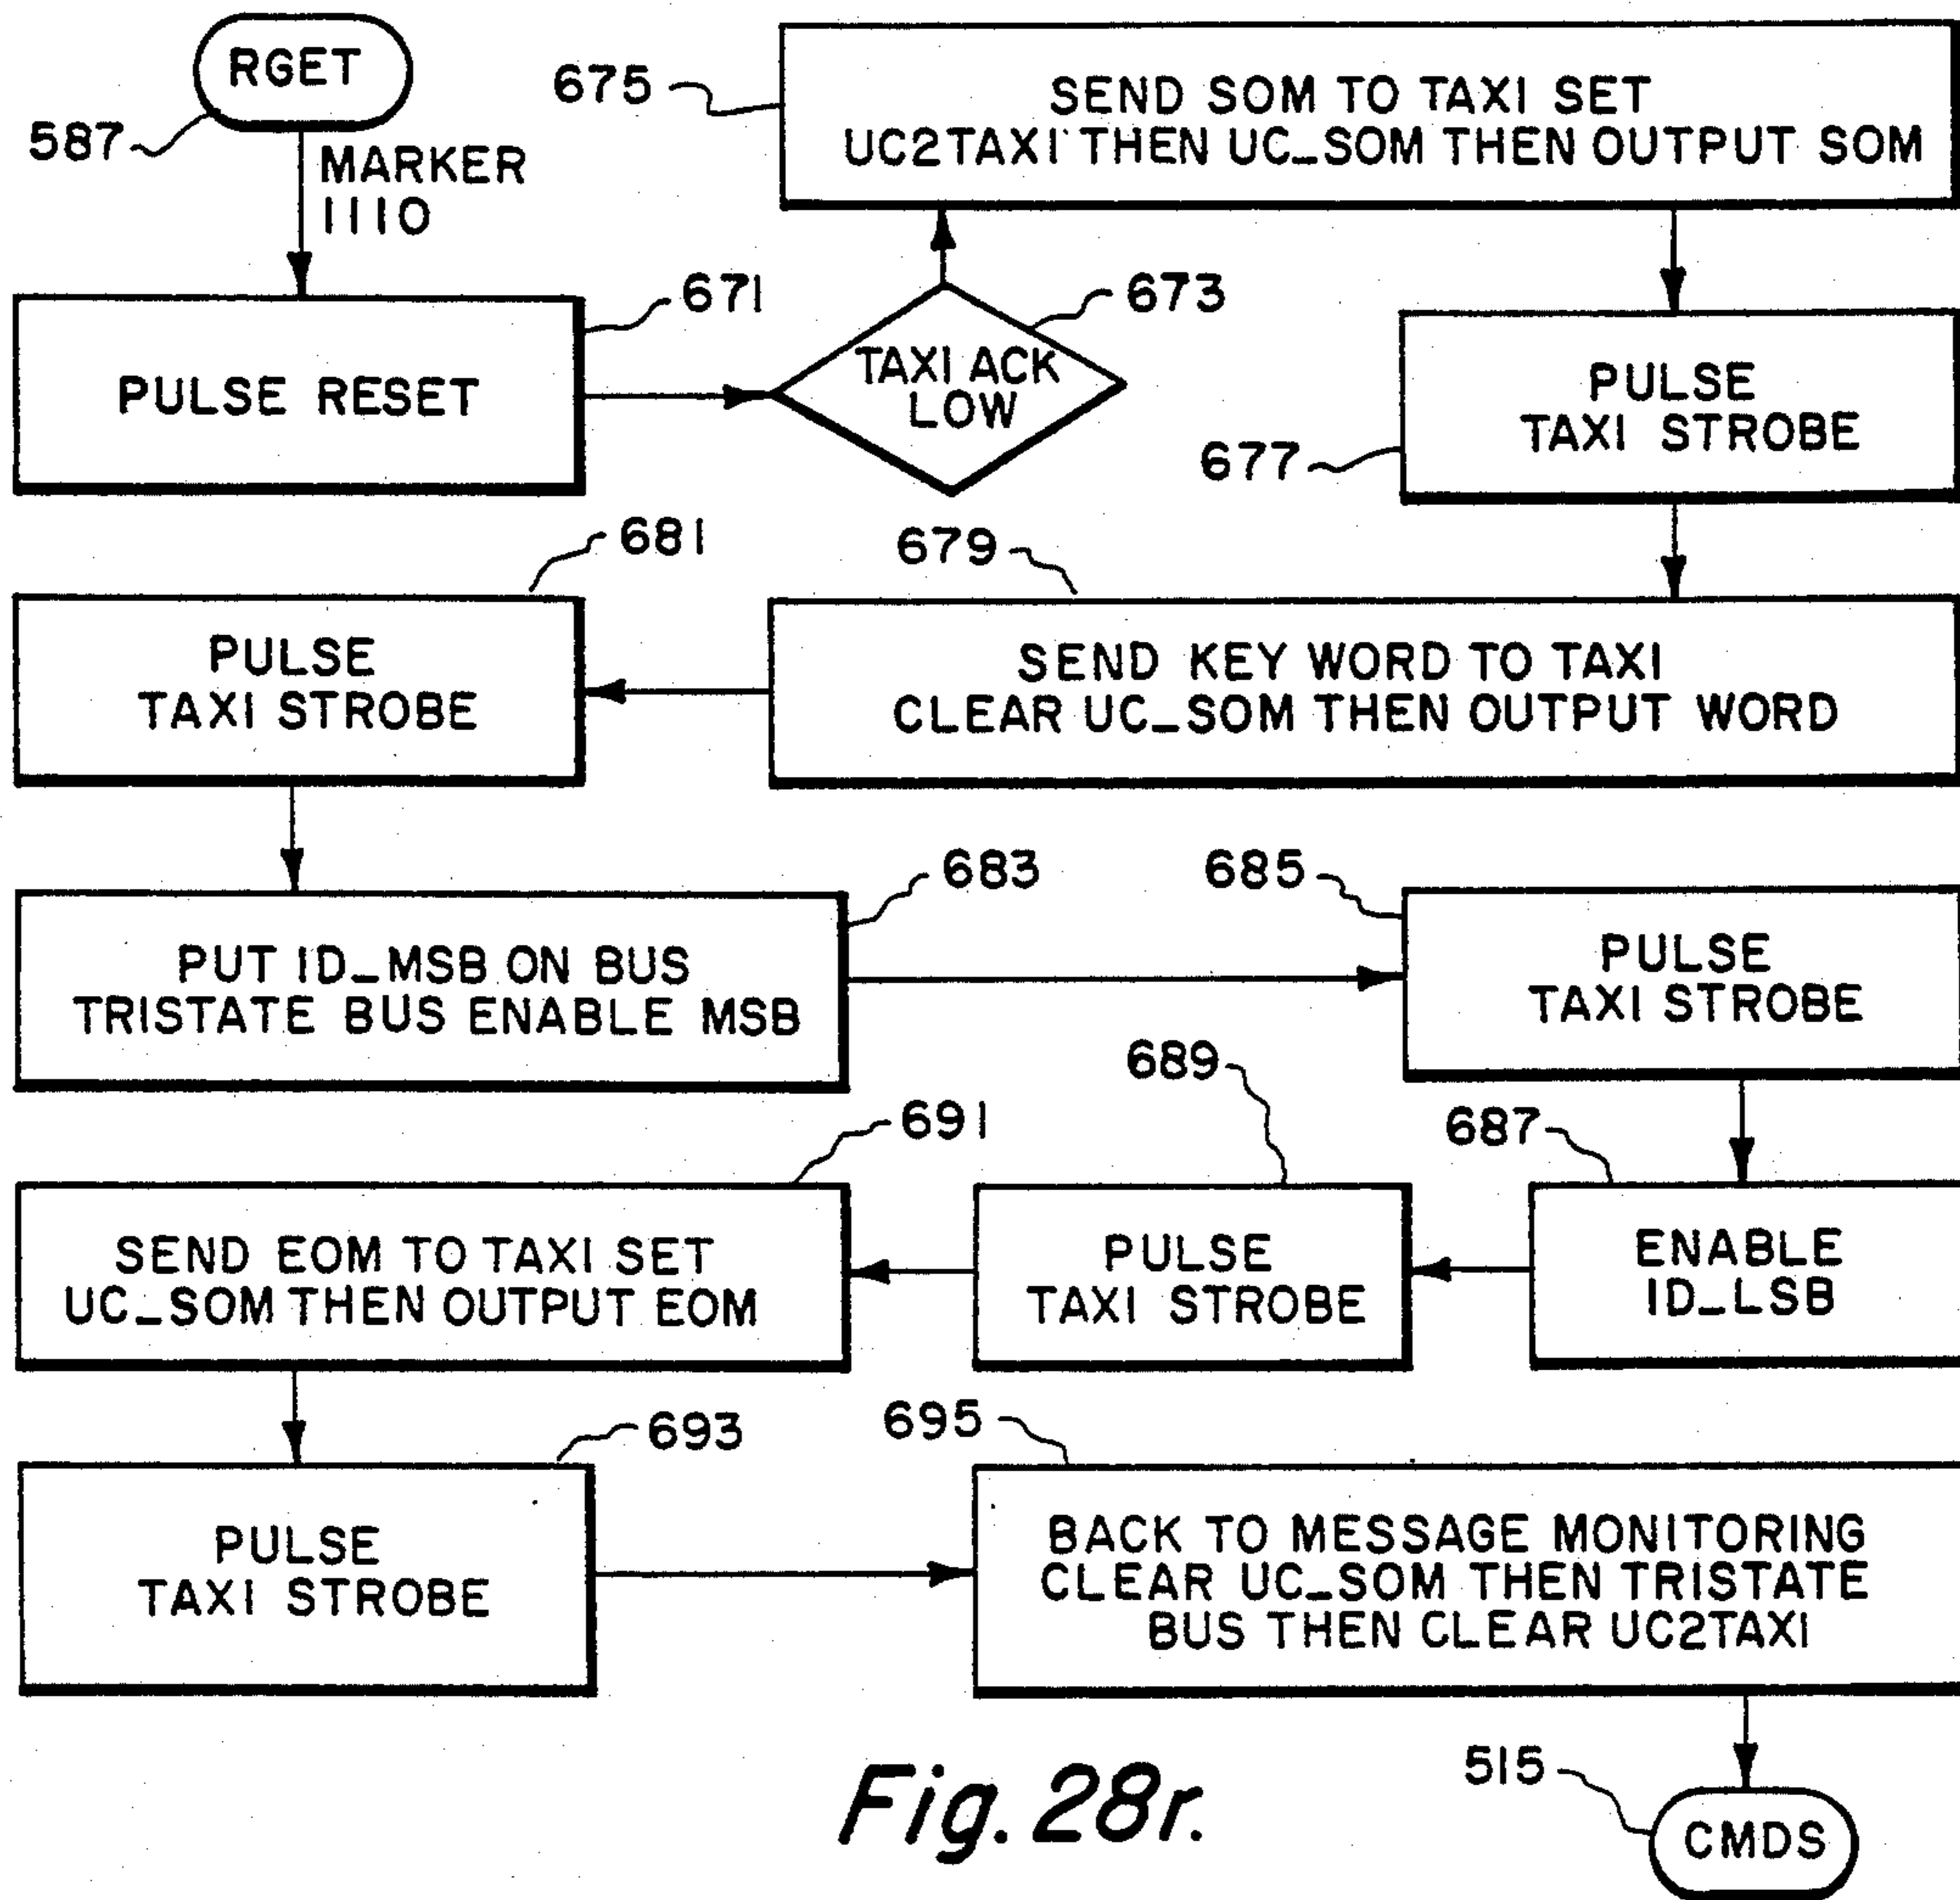 RGET
587
MARKER
1110
671
PULSE RESET
673
TAXI ACK
LOW
675
SEND SOM TO TAXI SET
UC2TAXI THEN UC_SOM THEN OUTPUT SOM
677
PULSE
TAXI STROBE
679
SEND KEY WORD TO TAXI
CLEAR UC_SOM THEN OUTPUT WORD
681
PULSE
TAXI STROBE
683
PUT ID_MSB ON BUS
TRISTATE BUS ENABLE MSB
685
PULSE
TAXI STROBE
687
ENABLE
ID_LSB
689
PULSE
TAXI STROBE
691
SEND EOM TO TAXI SET
UC_SOM THEN OUTPUT EOM
693
PULSE
TAXI STROBE
695
BACK TO MESSAGE MONITORING
CLEAR UC_SOM THEN TRISTATE
BUS THEN CLEAR UC2TAXI
515
CMDS
Fig. 28r.